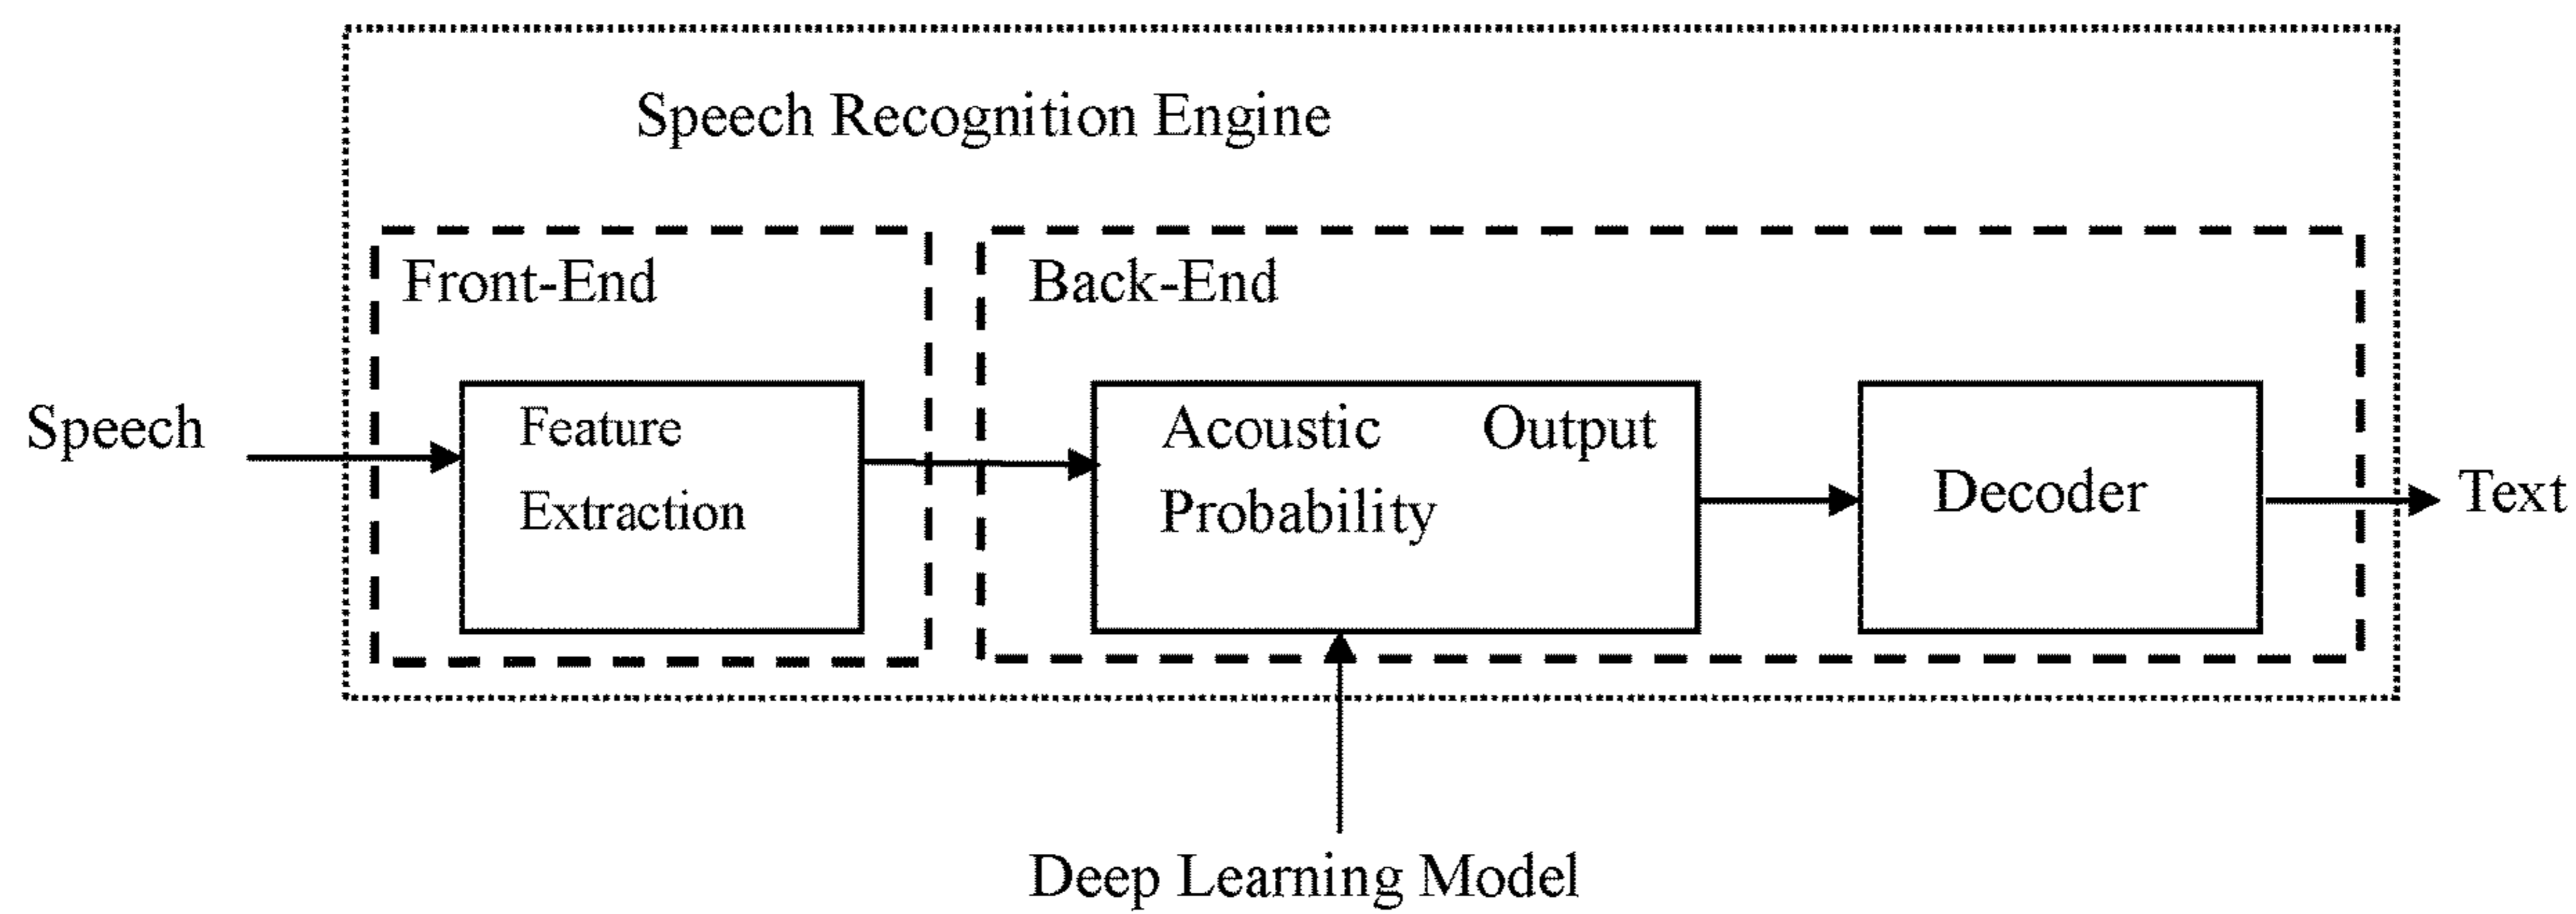 Speech Recognition Engine
Front-End
Back-End
Speech
Feature
Extraction
Acoustic Output
Probability
Decoder
Text
Deep Learning Model